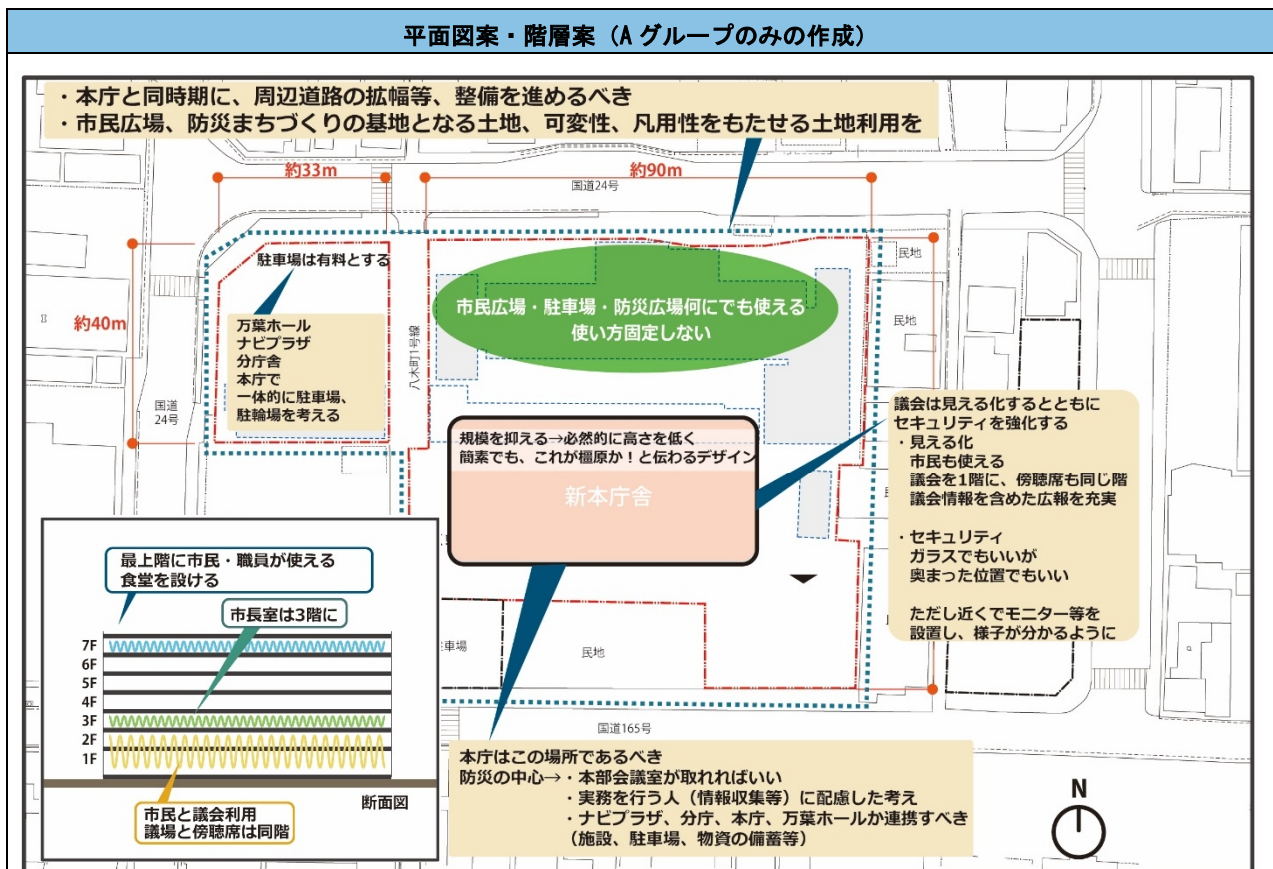 平面図案・階層案（Aグループのみの作成）
・本庁と同時期に、周辺道路の拡幅等、整備を進めるべき
・市民広場、防災まちづくりの基地となる土地、可変性、凡用性をもたせる土地利用を
約33m
約90m
国道24号
駐車場は有料とする
民地
市民広場・駐車場・防災広場何にでも使える
使い方固定しない
約40m
万葉ホール
ナビプラザ
分庁舎
本庁で
一体的に駐車場、
駐輪場を考える
八木町1号線
民地
国道
24号
規模を抑える→必然的に高さを低く
簡素でも、これが橿原か！と伝わるデザイン
新本庁舎
議会は見える化するとともに
セキュリティを強化する
・見える化
市民も使える
議会を1階に、傍聴席も同じ階
議会情報を含めた広報を充実
・セキュリティ
ガラスでもいいが
奥まった位置でもいい
ただし近くでモニター等を
設置し、様子が分かるように
最上階に市民・職員が使える
食堂を設ける
市長室は3階に
7F
6F
5F
4F
3F
2F
1F
断面図
市民と議会利用
議場と傍聴席は同階
車場
民地
国道165号
本庁はこの場所であるべき
防災の中心→・本部会議室が取れればいい
・実務を行う人（情報収集等）に配慮した考え
・ナビプラザ、分庁、本庁、万葉ホールか連携すべき
（施設、駐車場、物資の備蓄等）
N